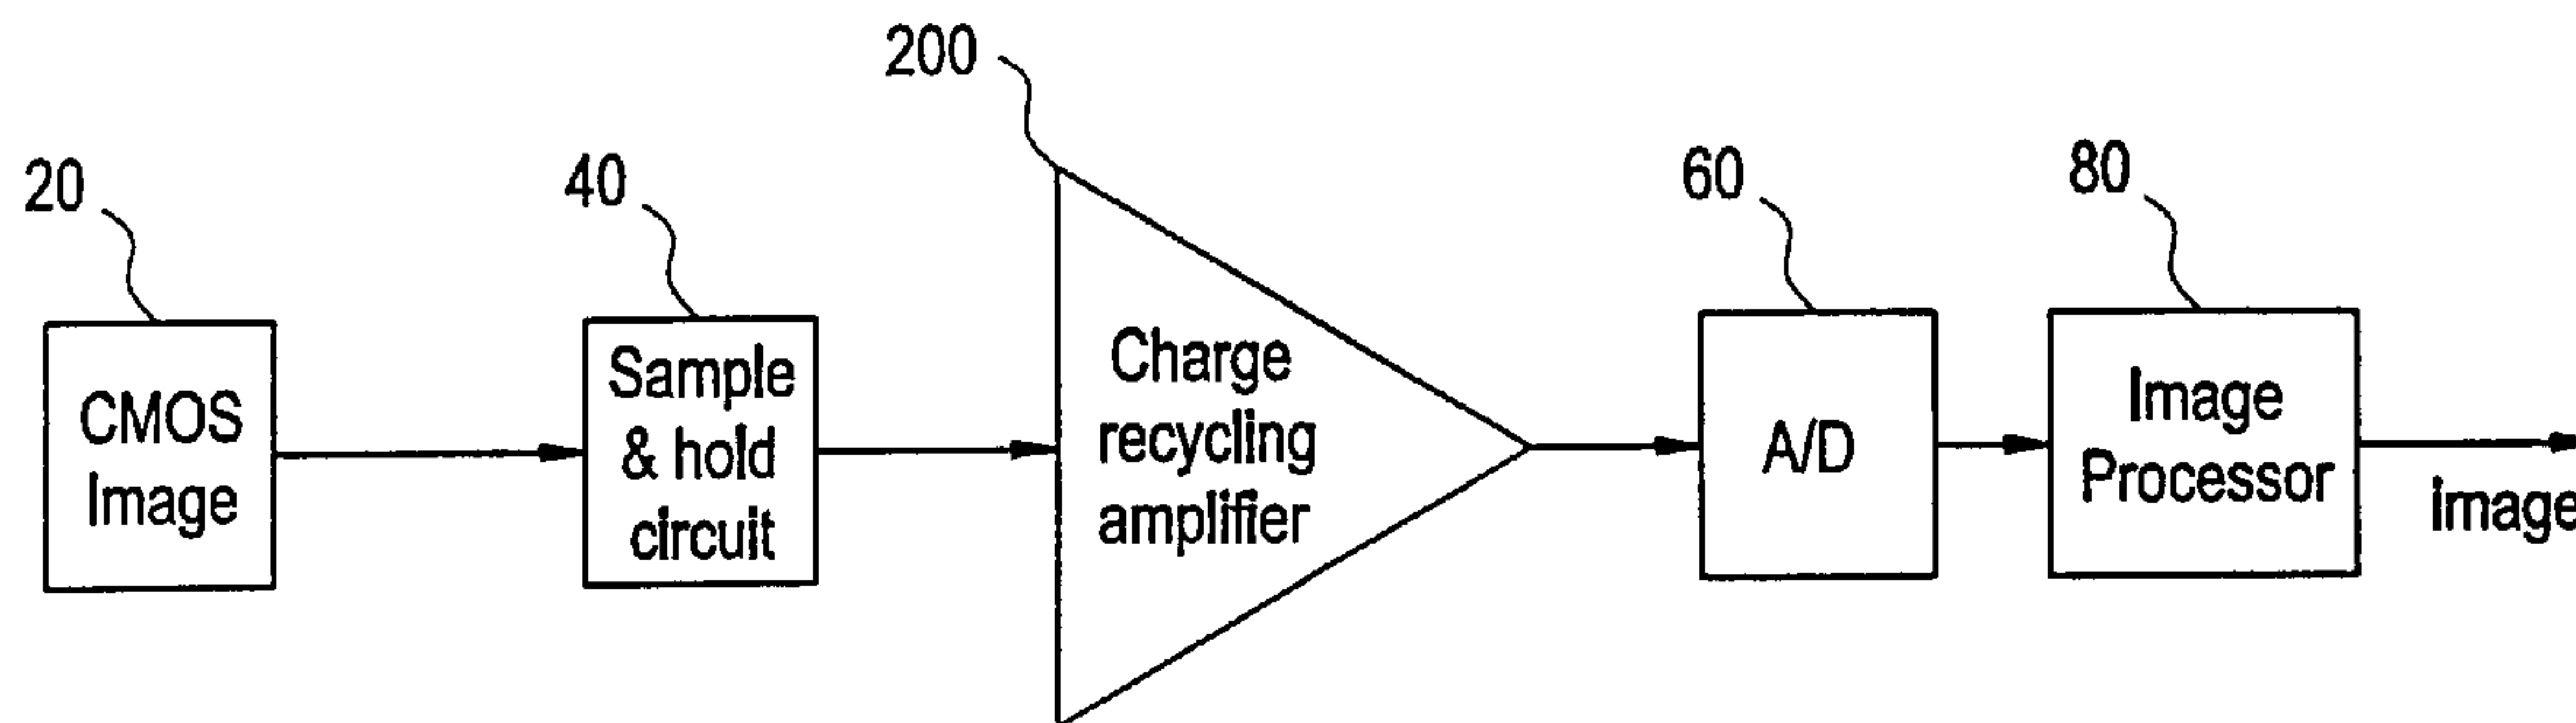 200
20
40
60
80
CMOS
Image
Sample
& hold
circuit
Charge
recycling
amplifier
A/D
Image
Processor
image